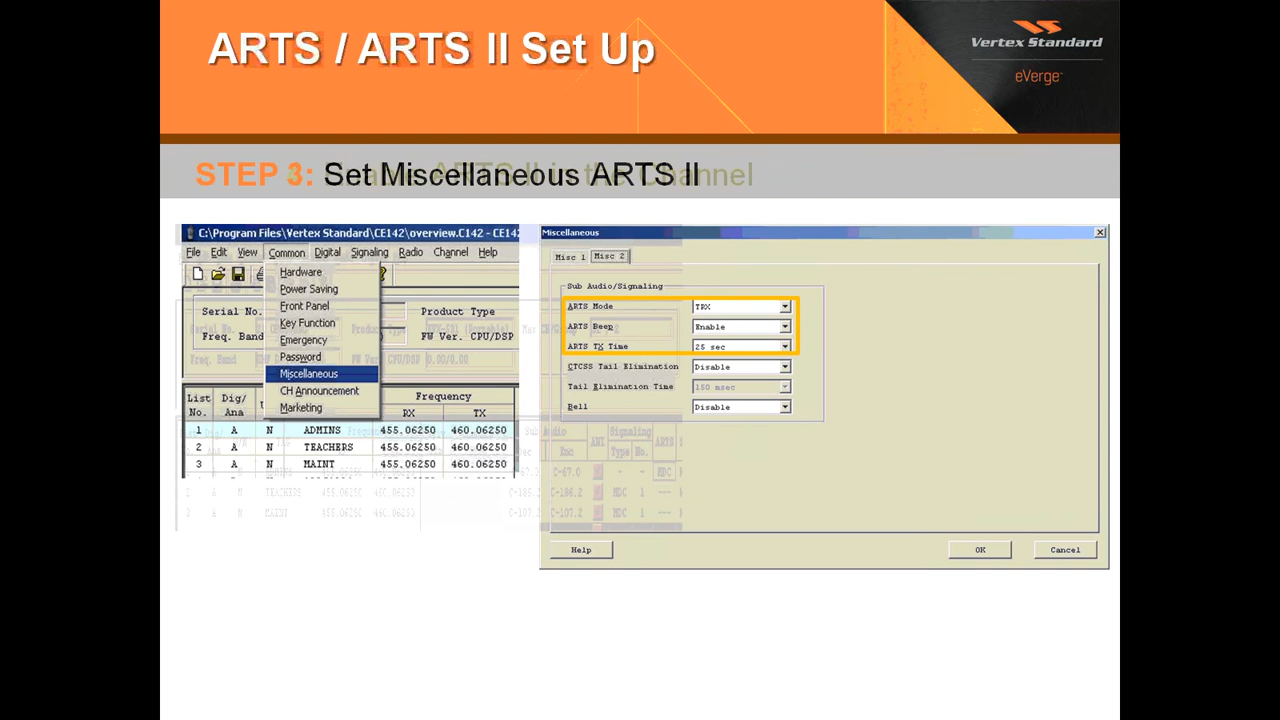 ARTS / ARTS II Set Up
Vertex Standard
eVerge
STEP 3: Set Miscellaneous ARTS II
C:\Program Files\Vertex Standard\CE142\overview.C142 - CE142
File Edit View Common Digital Signaling Radio Channel Help
Hardware
Power Saving
Front Panel
Key Function
Emergency
Password
Miscellaneous
CH Announcement
Marketing
Serial No. Product Type
Freq. Band FW Ver. CPU/DSP
List No. Dig/Ana Frequency
RX TX
1 A N ADMINS 455.06250 460.06250
2 A N TEACHERS 455.06250 460.06250
3 A N MAINT 455.06250 460.06250
Miscellaneous
Misc 1 Misc 2
Sub Audio/Signaling
ARTS Mode TRX
ARTS Beep Enable
ARTS TX Time 25 sec
CTCSS Tail Elimination Disable
Tail Elimination Time 150 msec
Bell Disable
Help OK Cancel